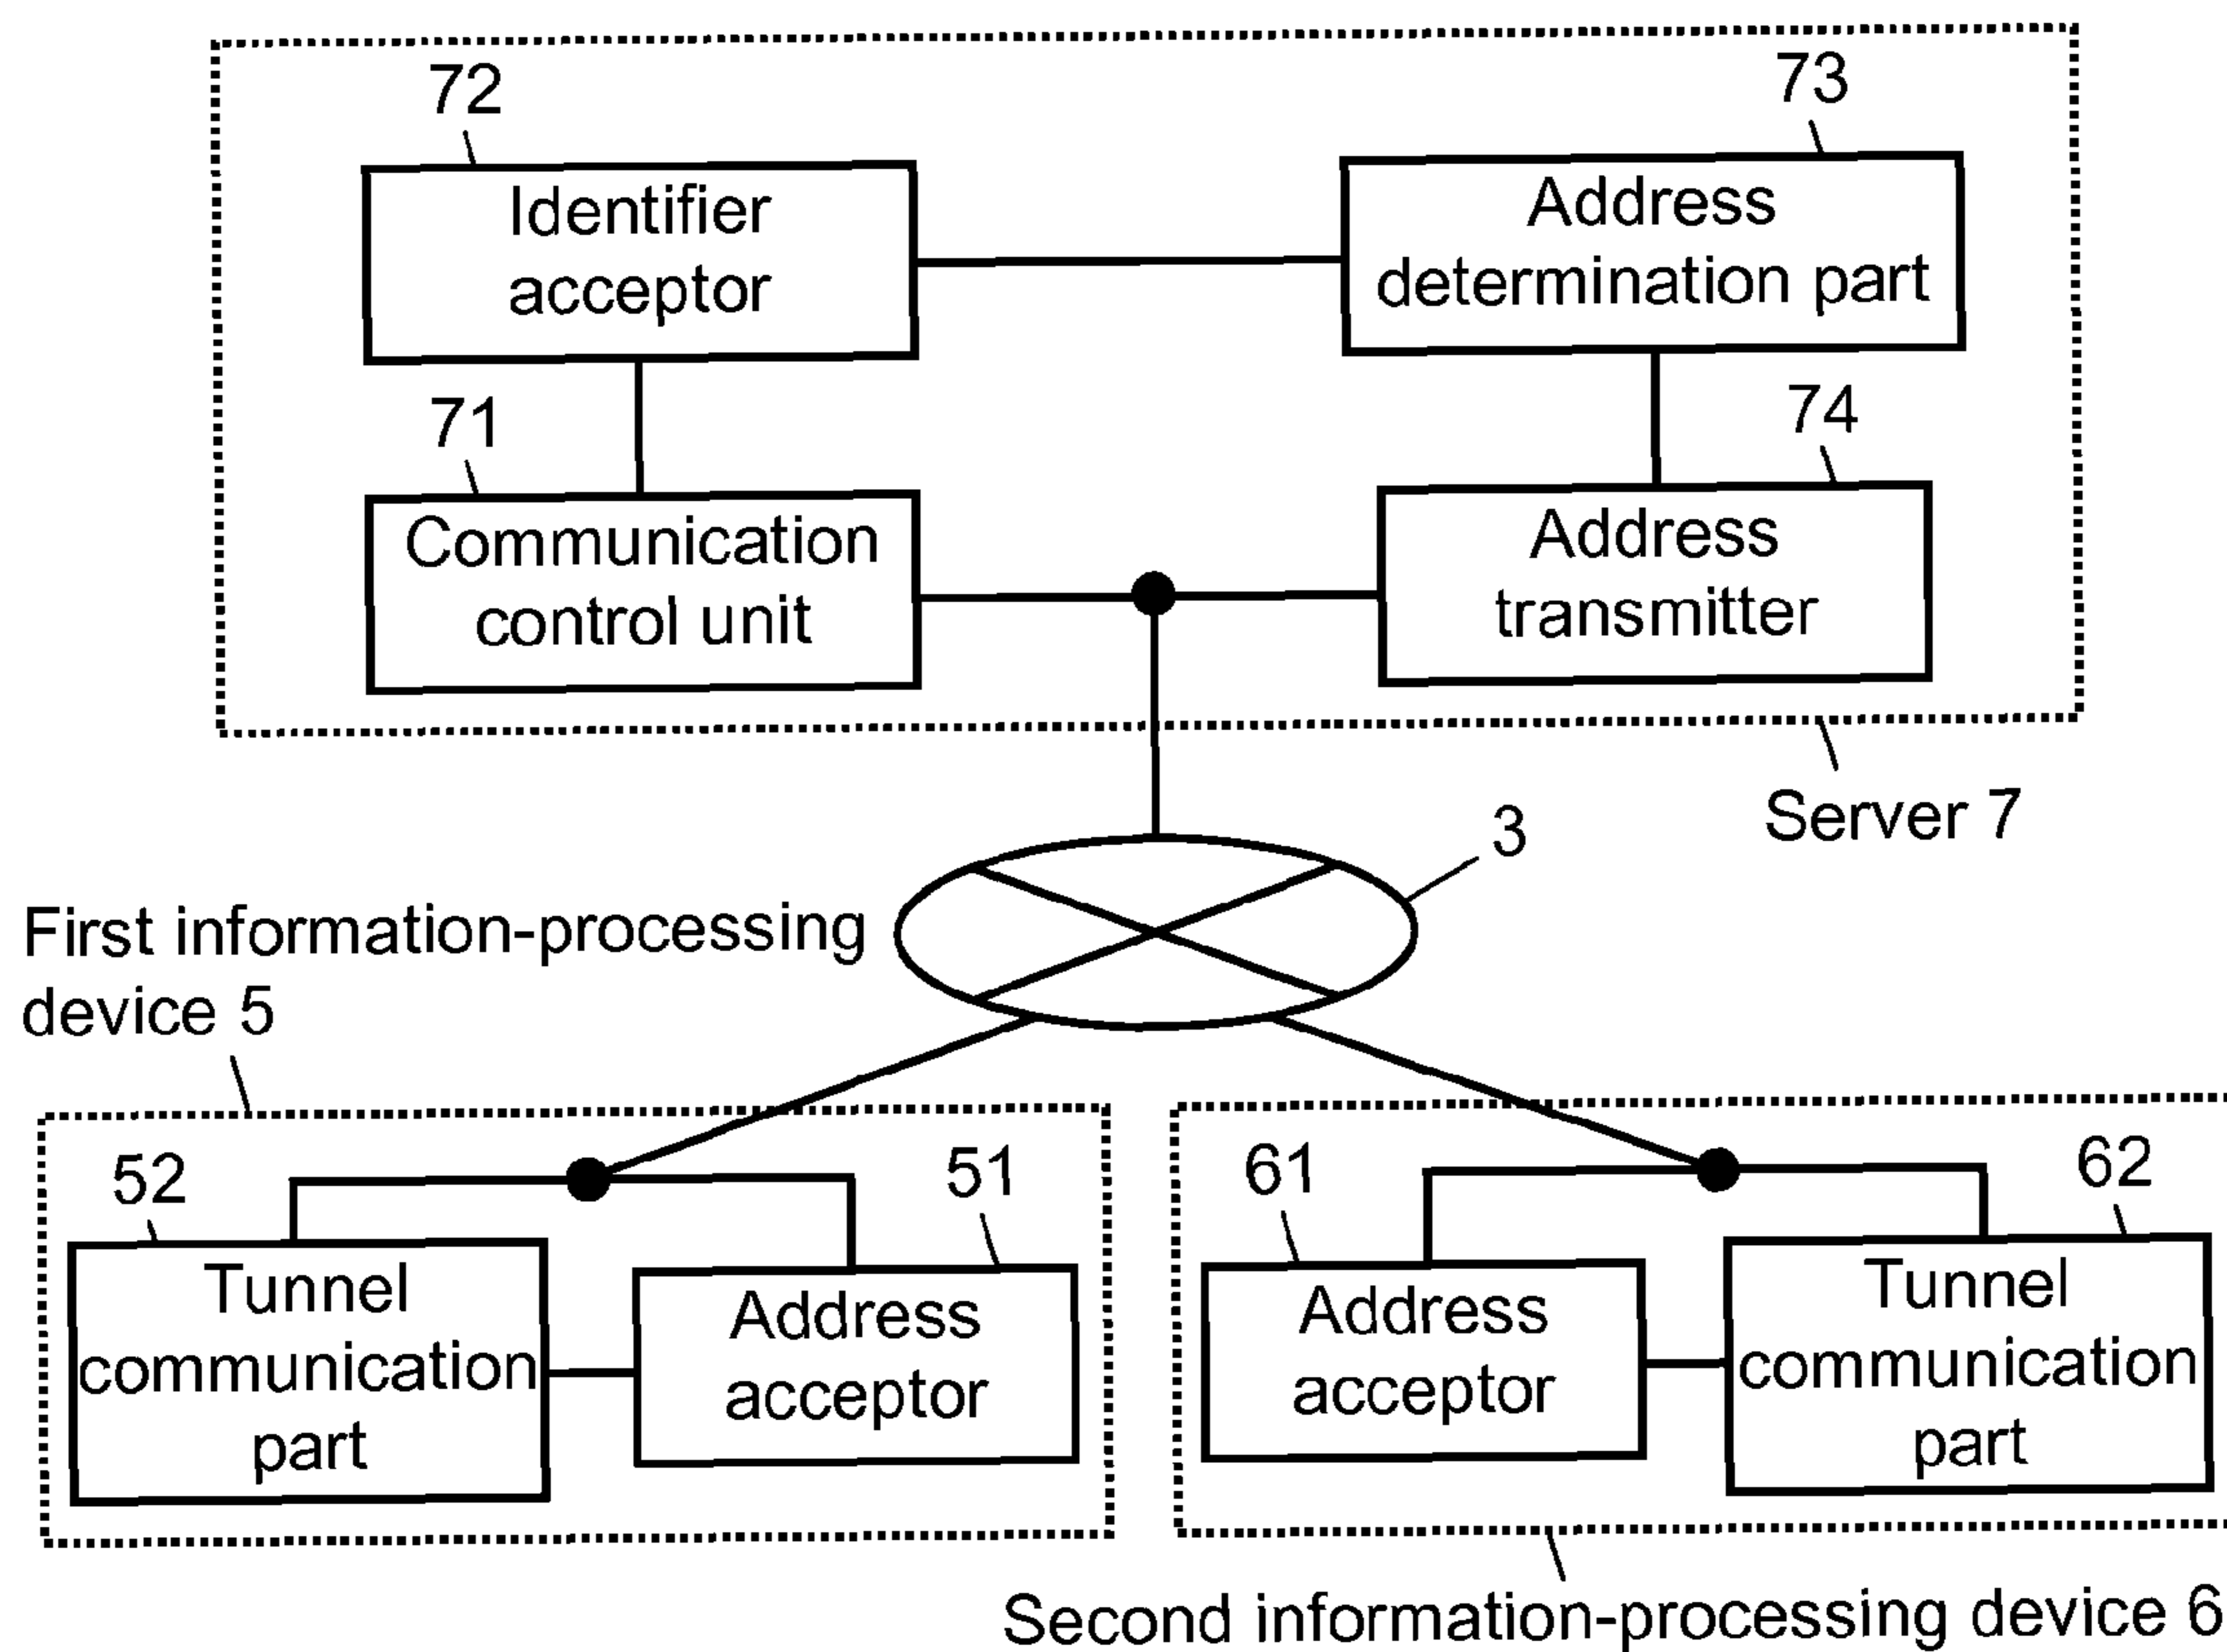 72
73
Identifier
acceptor
Address
determination part
71
74
Communication
control unit
Address
transmitter
Server 7
3
First information-processing
device 5
52
51
61
62
Tunnel
communication
part
Address
acceptor
Address
acceptor
Tunnel
communication
part
Second information-processing device 6